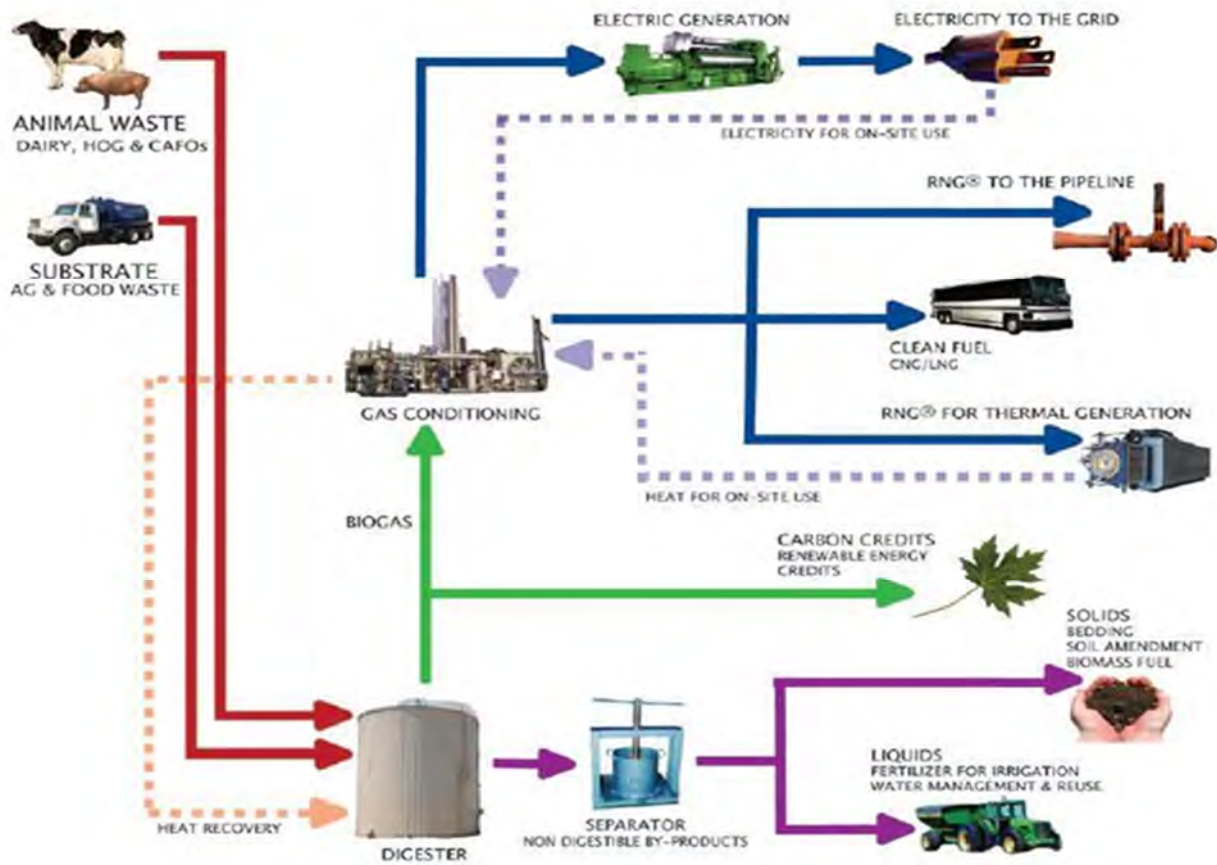 ELECTRIC GENERATION
ELECTRICITY TO THE GRID
ANIMAL WASTE
DAIRY, HOG & CAFOs
ELECTRICITY FOR ON-SITE USE
RNG® TO THE PIPELINE
SUBSTRATE
AG & FOOD WASTE
CLEAN FUEL
CNG/LNG
GAS CONDITIONING
RNG® FOR THERMAL GENERATION
HEAT FOR ON-SITE USE
BIOGAS
CARBON CREDITS
RENEWABLE ENERGY
CREDITS
SOLIDS
BEDDING
SOIL AMENDMENT
BIOMASS FUEL
LIQUIDS
FERTILIZER FOR IRRIGATION
WATER MANAGEMENT & REUSE
HEAT RECOVERY
DIGESTER
SEPARATOR
NON DIGESTIBLE BY-PRODUCTS